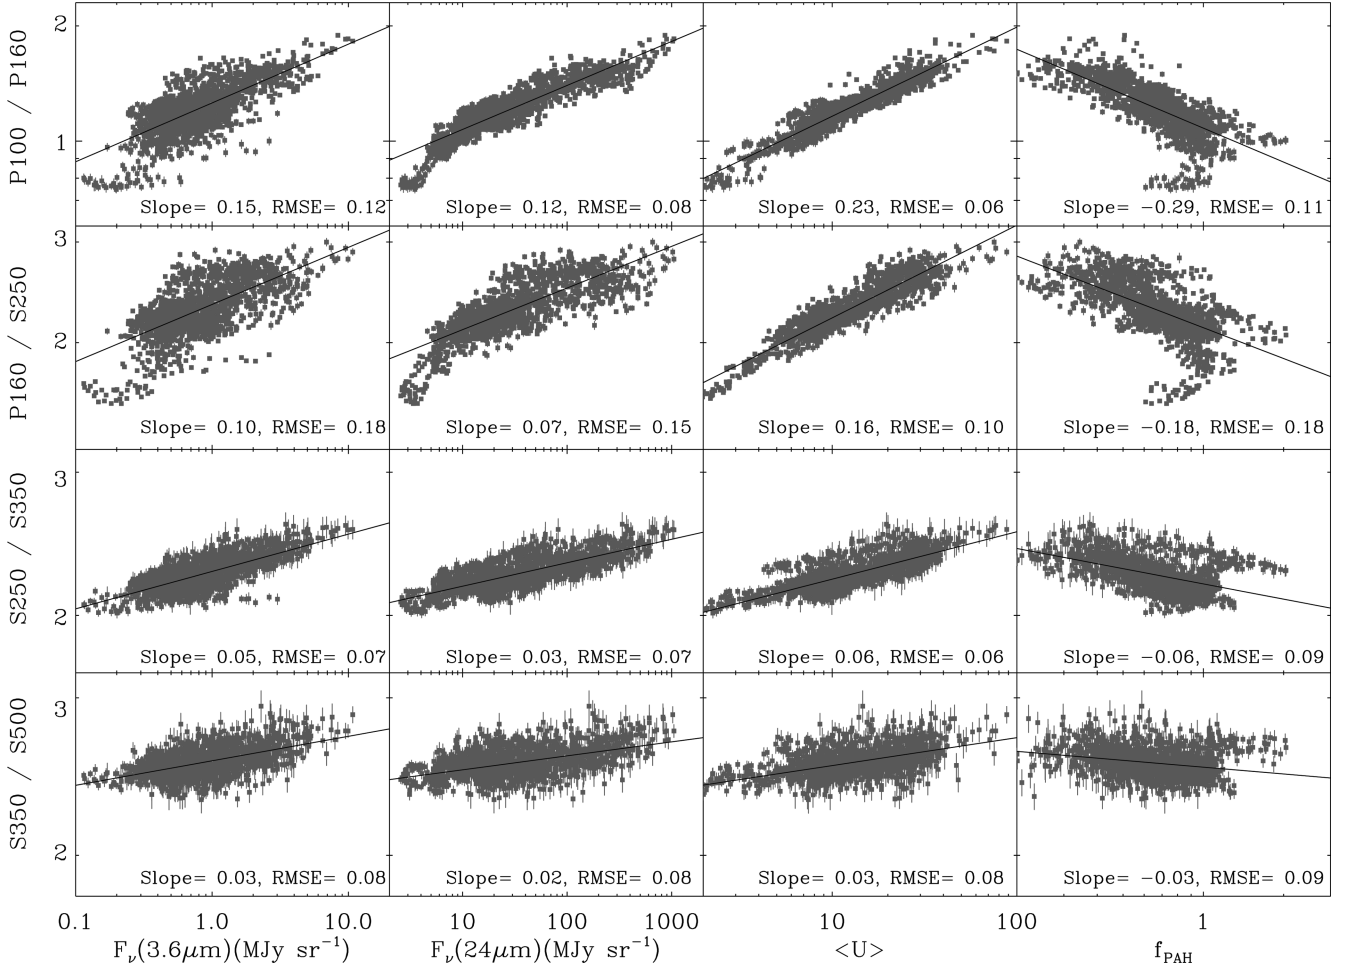 P100 / P160
2
1
Slope= 0.15, RMSE= 0.12
Slope= 0.12, RMSE= 0.08
Slope= 0.23, RMSE= 0.06
Slope= −0.29, RMSE= 0.11
P160 / S250
3
2
Slope= 0.10, RMSE= 0.18
Slope= 0.07, RMSE= 0.15
Slope= 0.16, RMSE= 0.10
Slope= −0.18, RMSE= 0.18
S250 / S350
3
2
Slope= 0.05, RMSE= 0.07
Slope= 0.03, RMSE= 0.07
Slope= 0.06, RMSE= 0.06
Slope= −0.06, RMSE= 0.09
S350 / S500
3
2
Slope= 0.03, RMSE= 0.08
Slope= 0.02, RMSE= 0.08
Slope= 0.03, RMSE= 0.08
Slope= −0.03, RMSE= 0.09
0.1 1.0 10.0 10 100 1000 10 100 1
Fν(3.6μm)(MJy sr⁻¹) Fν(24μm)(MJy sr⁻¹) <U> fPAH